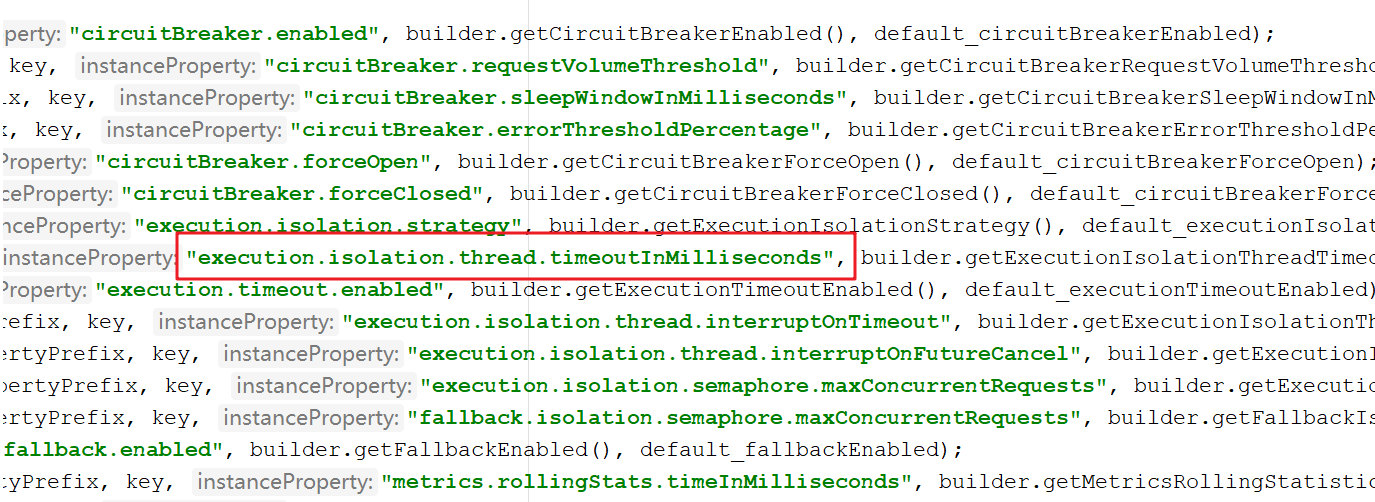 perty: "circuitBreaker.enabled", builder.getCircuitBreakerEnabled(), default_circuitBreakerEnabled);
key, instanceProperty: "circuitBreaker.requestVolumeThreshold", builder.getCircuitBreakerRequestVolumeThresho
ix, key, instanceProperty: "circuitBreaker.sleepWindowInMilliseconds", builder.getCircuitBreakerSleepWindowInM
x, key, instanceProperty: "circuitBreaker.errorThresholdPercentage", builder.getCircuitBreakerErrorThresholdPe
Property: "circuitBreaker.forceOpen", builder.getCircuitBreakerForceOpen(), default_circuitBreakerForceOpen);
ceProperty: "circuitBreaker.forceClosed", builder.getCircuitBreakerForceClosed(), default_circuitBreakerForce
nceProperty: "execution.isolation.strategy", builder.getExecutionIsolationStrategy(), default_executionIsolat
instanceProperty: "execution.isolation.thread.timeoutInMilliseconds", builder.getExecutionIsolationThreadTimeo
Property: "execution.timeout.enabled", builder.getExecutionTimeoutEnabled(), default_executionTimeoutEnabled)
refix, key, instanceProperty: "execution.isolation.thread.interruptOnTimeout", builder.getExecutionIsolationTh
ertyPrefix, key, instanceProperty: "execution.isolation.thread.interruptOnFutureCancel", builder.getExecutionI
opertyPrefix, key, instanceProperty: "execution.isolation.semaphore.maxConcurrentRequests", builder.getExecutio
ertyPrefix, key, instanceProperty: "fallback.isolation.semaphore.maxConcurrentRequests", builder.getFallbackIs
fallback.enabled", builder.getFallbackEnabled(), default_fallbackEnabled);
tyPrefix, key, instanceProperty: "metrics.rollingStats.timeInMilliseconds", builder.getMetricsRollingStatistic